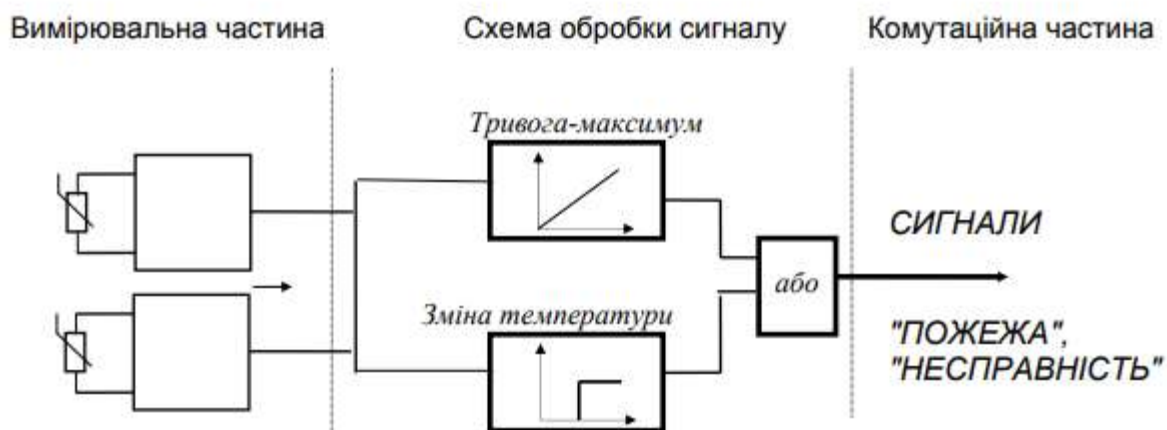 Вимірювальна частина
Схема обробки сигналу
Комутаційна частина
Тривога-максимум
СИГНАЛИ
або
Зміна температури
"ПОЖЕЖА",
"НЕСПРАВНІСТЬ"